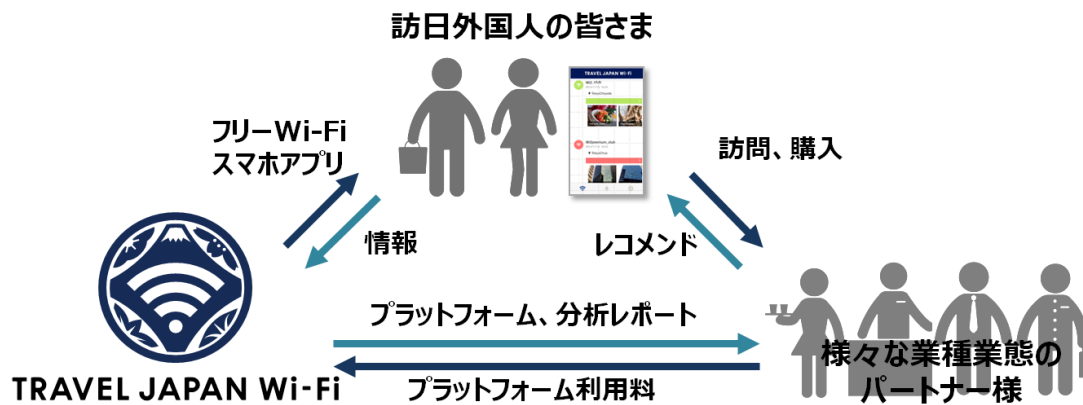 訪日外国人の皆さま
TRAVEL JAPAN Wi-Fi
フリーWi-Fi
スマホアプリ
訪問、購入
情報
レコメンド
プラットフォーム、分析レポート
様々な業種業態の
パートナー様
TRAVEL JAPAN Wi-Fi
プラットフォーム利用料